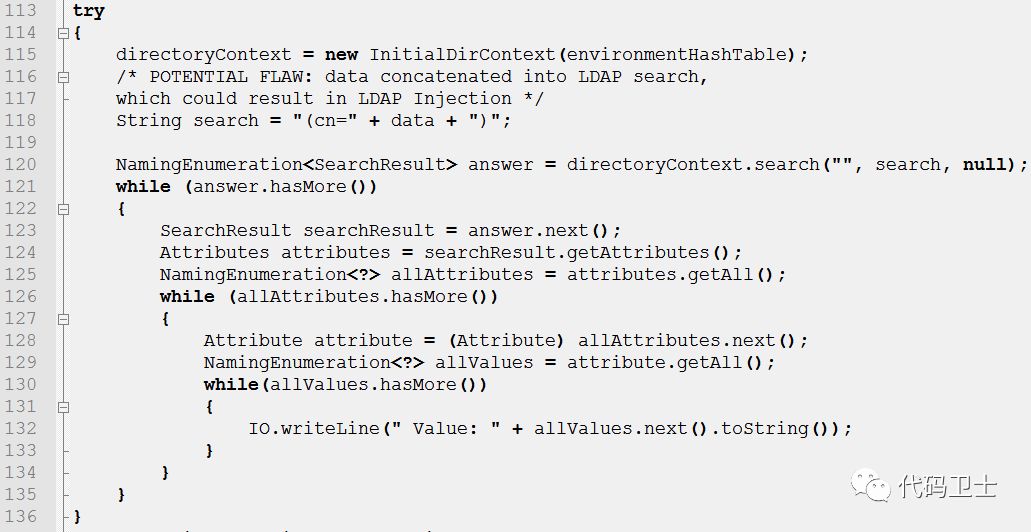 113 try
114 {
115     directoryContext = new InitialDirContext(environmentHashTable);
116     /* POTENTIAL FLAW: data concatenated into LDAP search,
117     which could result in LDAP Injection */
118     String search = "(cn=" + data + ")";
119
120     NamingEnumeration<SearchResult> answer = directoryContext.search("", search, null);
121     while (answer.hasMore())
122     {
123         SearchResult searchResult = answer.next();
124         Attributes attributes = searchResult.getAttributes();
125         NamingEnumeration<?> allAttributes = attributes.getAll();
126         while (allAttributes.hasMore())
127         {
128             Attribute attribute = (Attribute) allAttributes.next();
129             NamingEnumeration<?> allValues = attribute.getAll();
130             while(allValues.hasMore())
131             {
132                 IO.writeLine(" Value: " + allValues.next().toString());
133             }
134         }
135     }
136 }
代码卫士